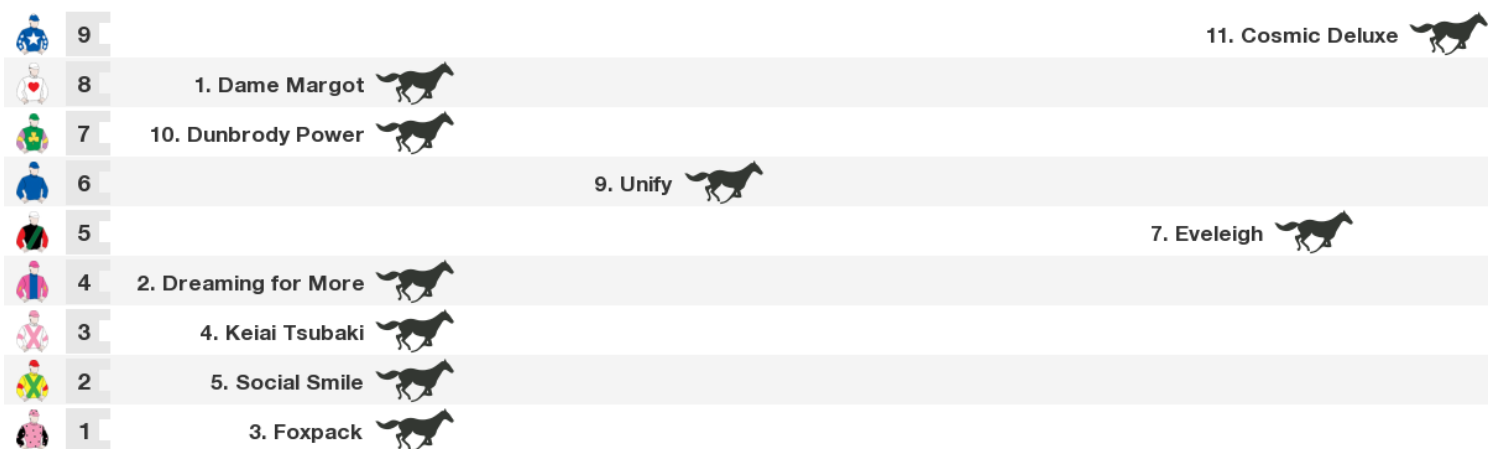 9 11. Cosmic Deluxe
8 1. Dame Margot
7 10. Dunbrody Power
6 9. Unify
5 7. Eveleigh
4 2. Dreaming for More
3 4. Keiai Tsubaki
2 5. Social Smile
1 3. Foxpack